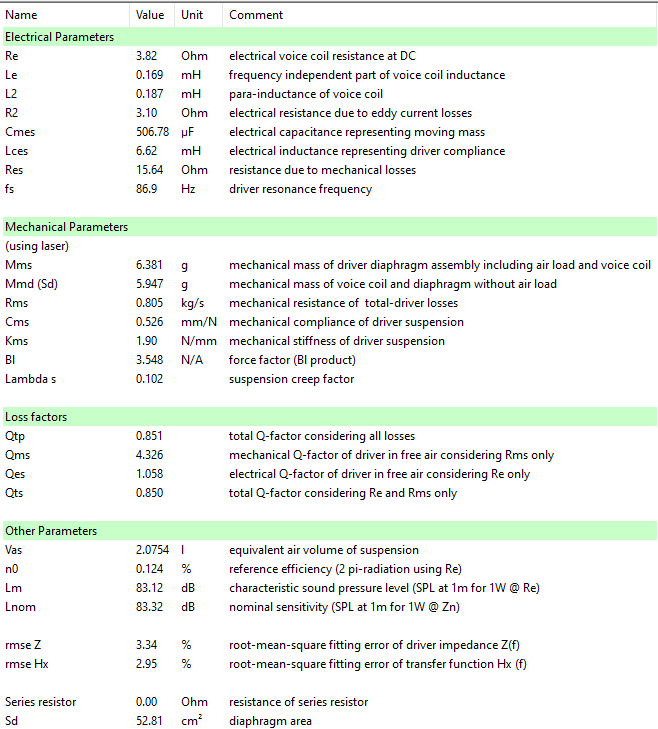 Name Value Unit Comment
Electrical Parameters
Re 3.82 Ohm electrical voice coil resistance at DC
Le 0.169 mH frequency independent part of voice coil inductance
L2 0.187 mH para-inductance of voice coil
R2 3.10 Ohm electrical resistance due to eddy current losses
Cmes 506.78 µF electrical capacitance representing moving mass
Lces 6.62 mH electrical inductance representing driver compliance
Res 15.64 Ohm resistance due to mechanical losses
fs 86.9 Hz driver resonance frequency
Mechanical Parameters
(using laser)
Mms 6.381 g mechanical mass of driver diaphragm assembly including air load and voice coil
Mmd (Sd) 5.947 g mechanical mass of voice coil and diaphragm without air load
Rms 0.805 kg/s mechanical resistance of total-driver losses
Cms 0.526 mm/N mechanical compliance of driver suspension
Kms 1.90 N/mm mechanical stiffness of driver suspension
Bl 3.548 N/A force factor (Bl product)
Lambda s 0.102 suspension creep factor
Loss factors
Qtp 0.851 total Q-factor considering all losses
Qms 4.326 mechanical Q-factor of driver in free air considering Rms only
Qes 1.058 electrical Q-factor of driver in free air considering Re only
Qts 0.850 total Q-factor considering Re and Rms only
Other Parameters
Vas 2.0754 l equivalent air volume of suspension
n0 0.124 % reference efficiency (2 pi-radiation using Re)
Lm 83.12 dB characteristic sound pressure level (SPL at 1m for 1W @ Re)
Lnom 83.32 dB nominal sensitivity (SPL at 1m for 1W @ Zn)
rmse Z 3.34 % root-mean-square fitting error of driver impedance Z(f)
rmse Hx 2.95 % root-mean-square fitting error of transfer function Hx (f)
Series resistor 0.00 Ohm resistance of series resistor
Sd 52.81 cm² diaphragm area